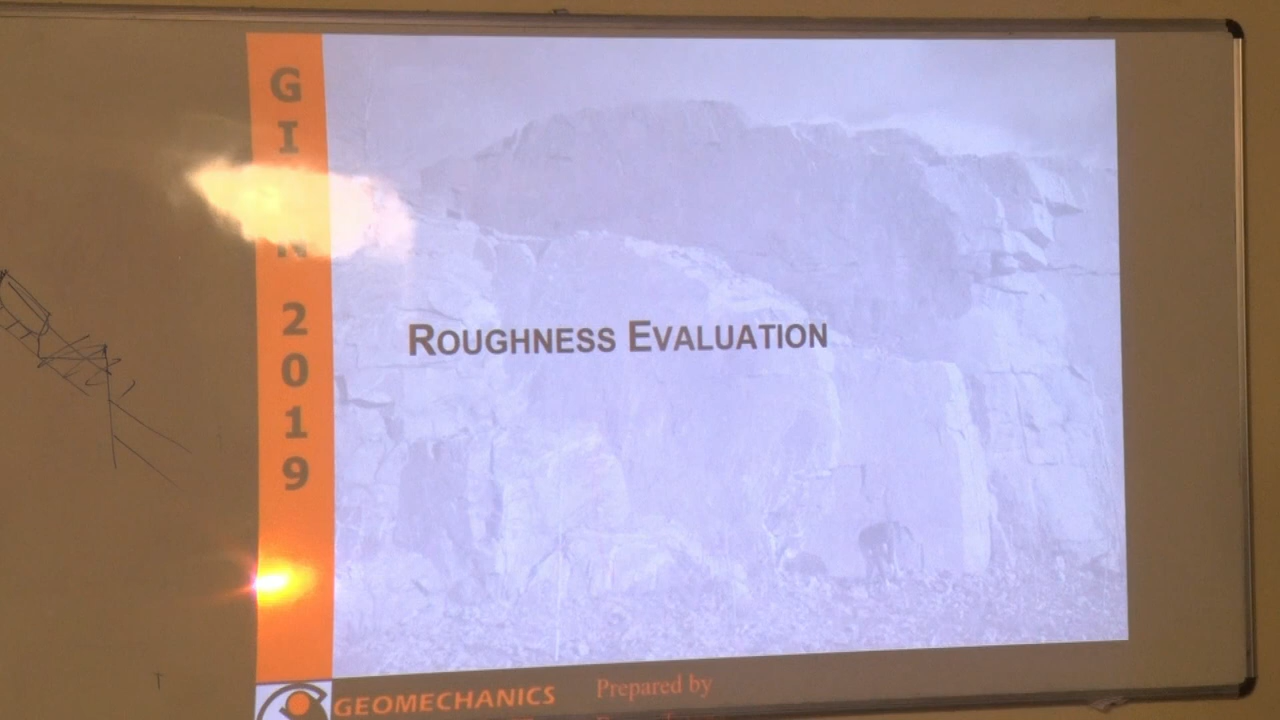 G
I
N
2
0
1
9
ROUGHNESS EVALUATION
GEOMECHANICS
Prepared by